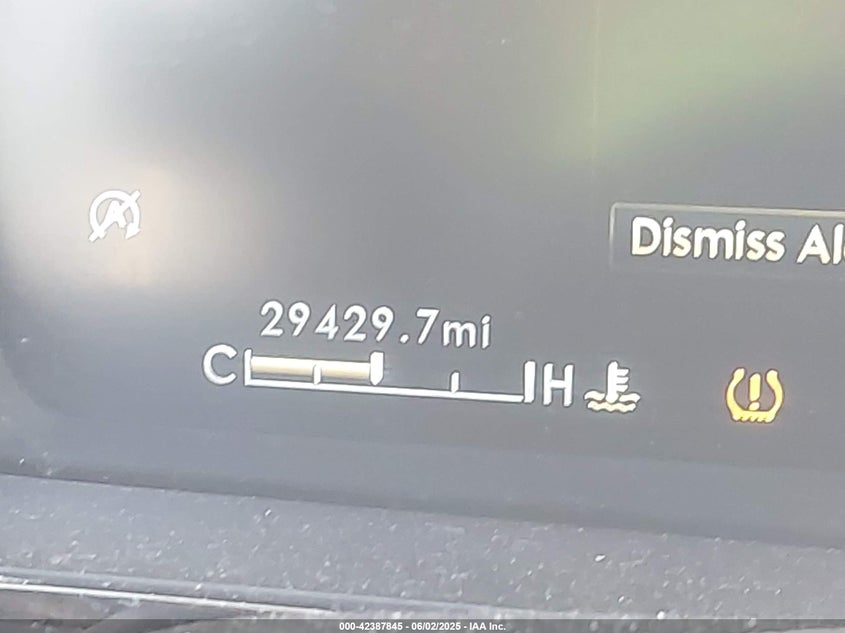 Dismiss Al
29429.7mi
C H
000-42387845 - 06/02/2025 - IAA Inc.